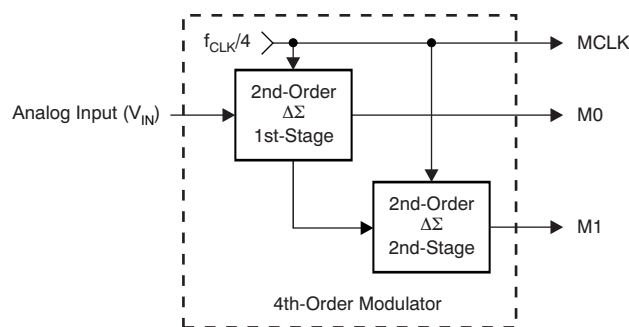 f_CLK/4
MCLK
Analog Input (V_IN)
2nd-Order
ΔΣ
1st-Stage
M0
2nd-Order
ΔΣ
2nd-Stage
M1
4th-Order Modulator